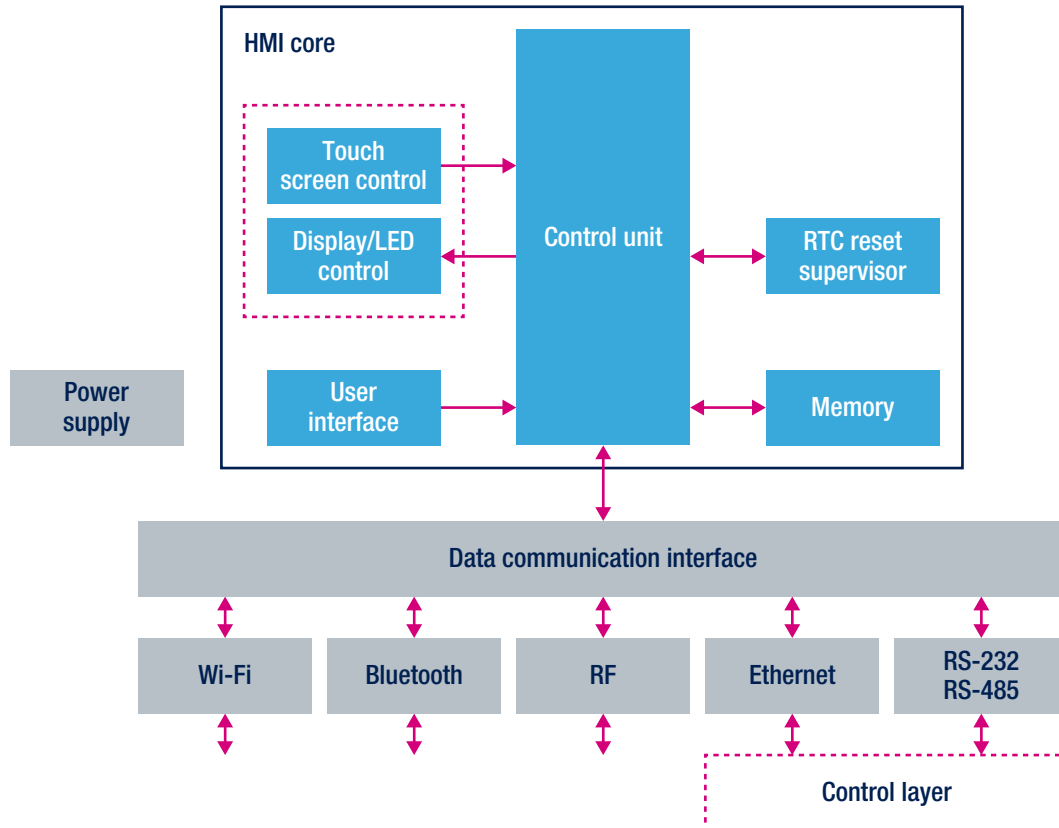 HMI core
Touch
screen control
Display/LED
control
Control unit
RTC reset
supervisor
User
interface
Memory
Power
supply
Data communication interface
Wi-Fi
Bluetooth
RF
Ethernet
RS-232
RS-485
Control layer